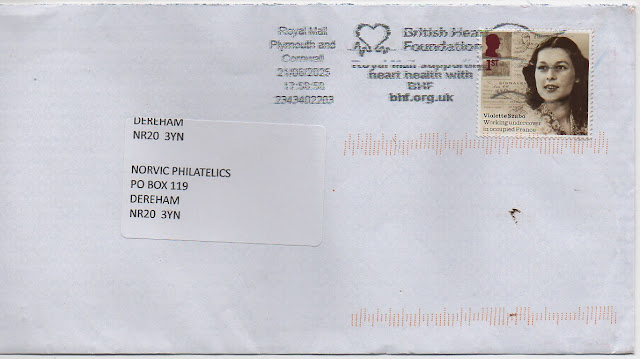 Royal Mail
Plymouth and
Cornwall
21/08/2025
17:58:58
2343402203
British Heart
Foundation
Royal Mail supporting
heart health with
BHF
bhf.org.uk
1ST
Violette Szabo
Working undercover
in occupied France
DEREHAM
NR20 3YN
NORVIC PHILATELICS
PO BOX 119
DEREHAM
NR20 3YN